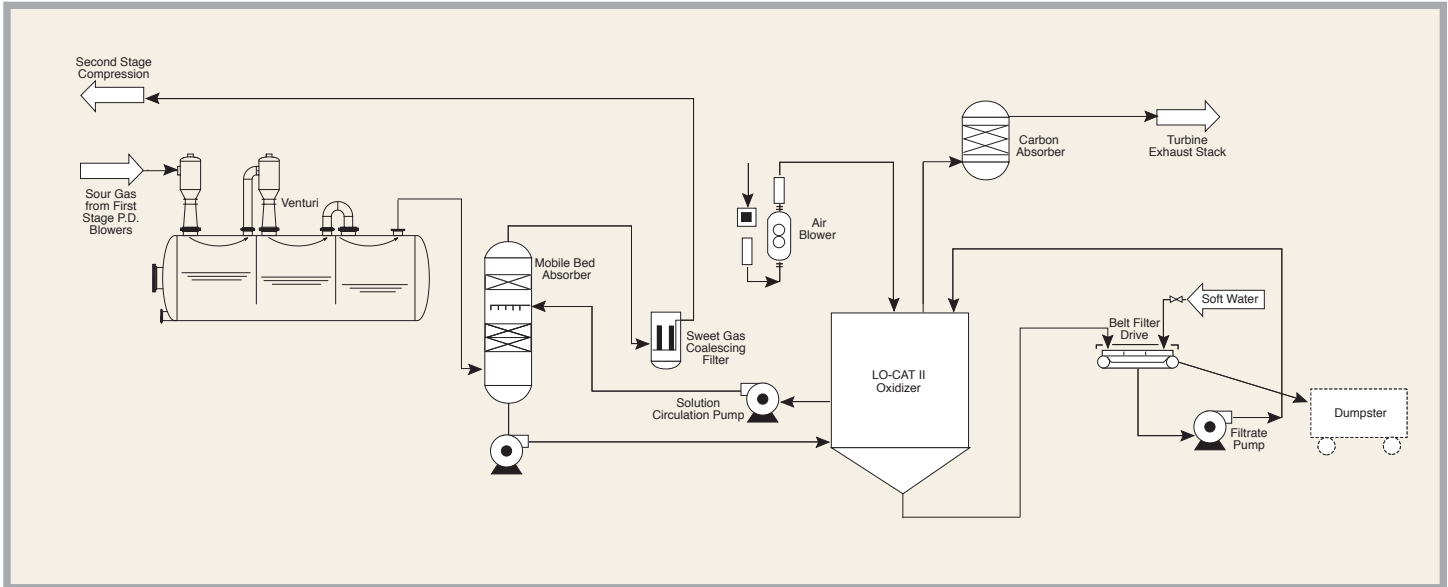 Second Stage
Compression
Sour Gas
from First
Stage P.D.
Blowers
Venturi
Mobile Bed
Absorber
Sweet Gas
Coalescing
Filter
Solution
Circulation Pump
Air
Blower
LO-CAT II
Oxidizer
Carbon
Absorber
Turbine
Exhaust Stack
Soft Water
Belt Filter
Drive
Filtrate
Pump
Dumpster